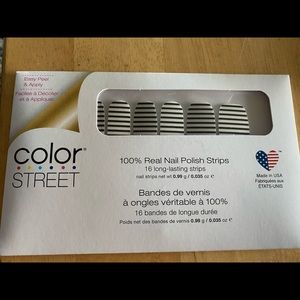 Easy Peel
& Apply
Faciles à Décoller
et à Appliquer
color
STREET
100% Real Nail Polish Strips
16 long-lasting strips
nail strips net wt 0.99 g / 0.035 oz e
Bandes de vernis
à ongles véritable à 100%
16 bandes de longue durée
Poids net des bandes de vernis 0.99 g / 0.035 oz e
Made in USA
Fabriquées aux
ÉTATS-UNIS